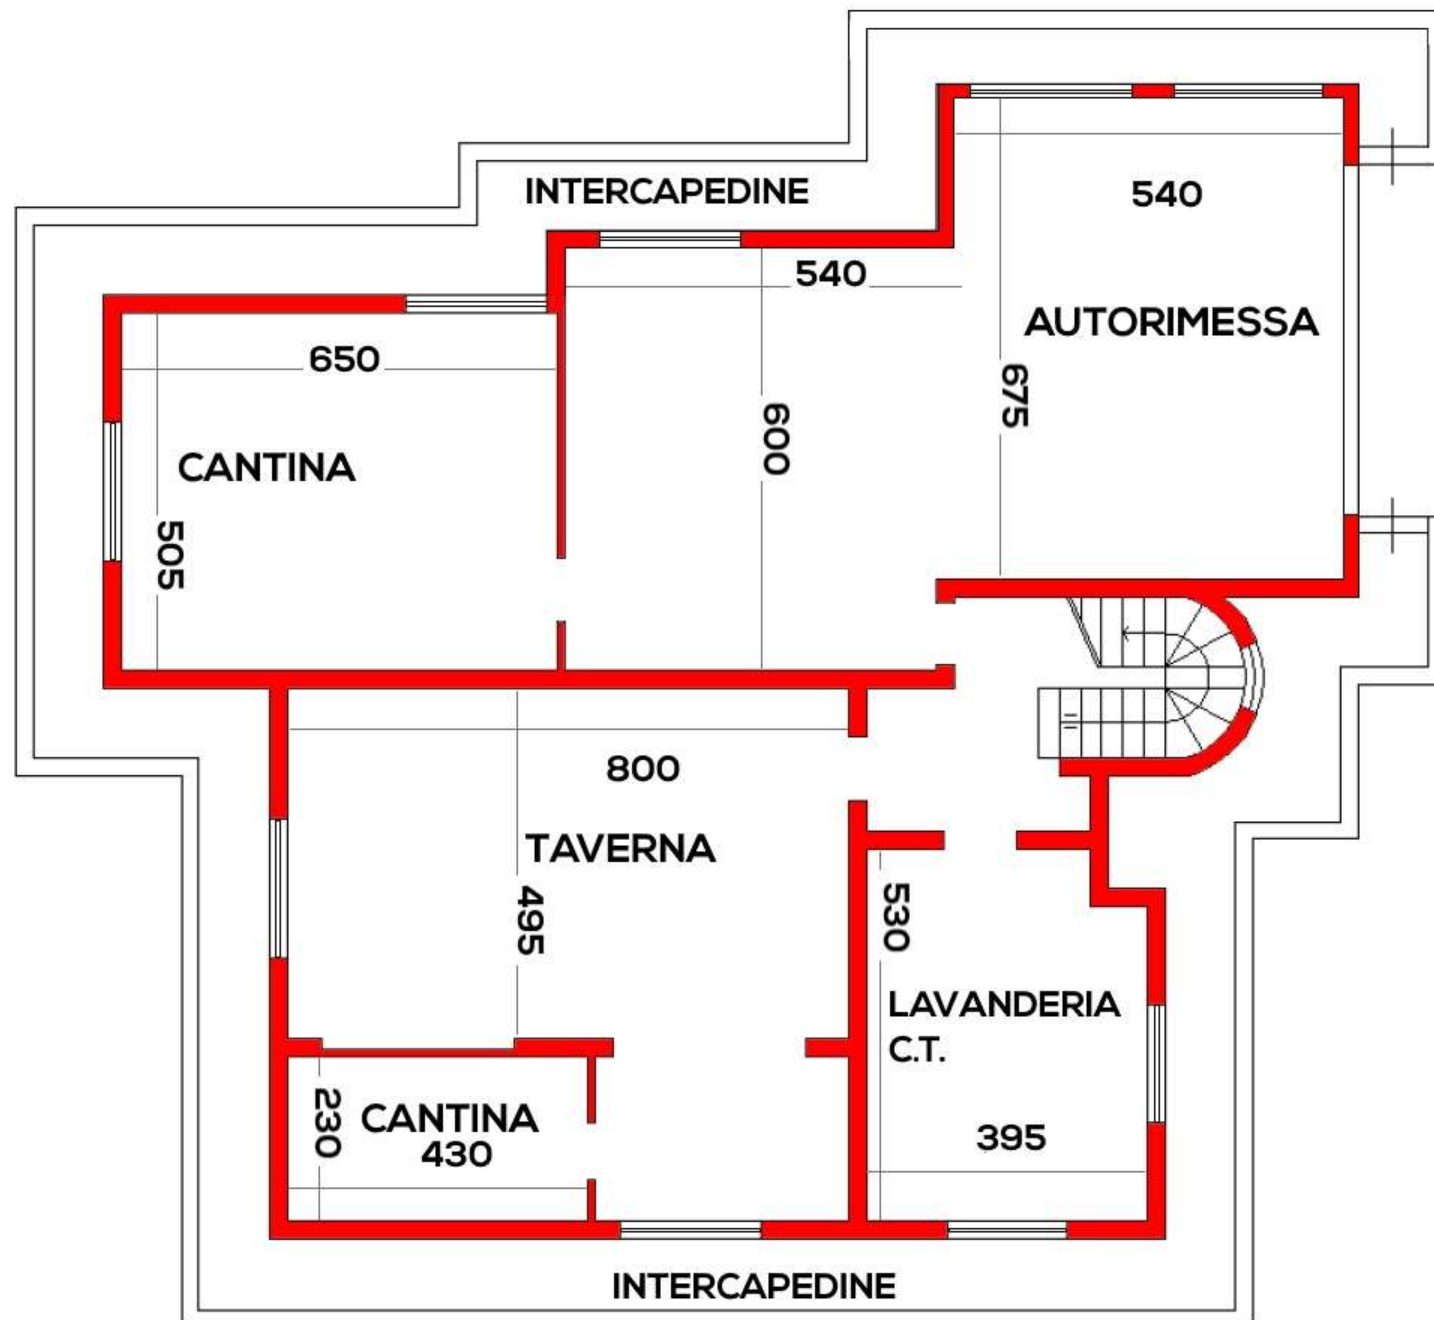 INTERCAPEDINE
540
540
AUTORIMESSA
650
675
600
CANTINA
505
800
TAVERNA
495
530
LAVANDERIA
C.T.
230
CANTINA
430
395
INTERCAPEDINE